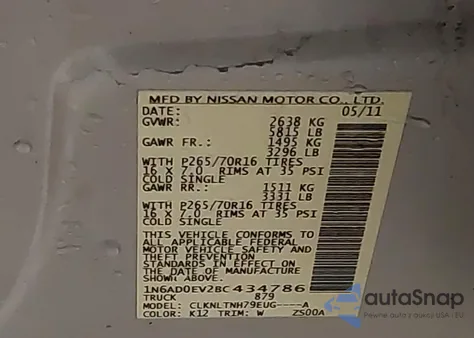 MFD BY NISSAN MOTOR CO., LTD.
DATE: 05/11
GVWR: 2638 KG
5815 LB
GAWR FR.: 1495 KG
3296 LB
WITH P265/70R16 TIRES
16 X 7.0 RIMS AT 35 PSI
COLD SINGLE
GAWR RR.: 1511 KG
3331 LB
WITH P265/70R16 TIRES
16 X 7.0 RIMS AT 35 PSI
COLD SINGLE
THIS VEHICLE CONFORMS TO
ALL APPLICABLE FEDERAL
MOTOR VEHICLE SAFETY
AND THEFT PREVENTION
STANDARDS IN EFFECT ON
THE DATE OF MANUFACTURE
SHOWN ABOVE.
1N6AD0EV2BC434786
TRUCK 879
MODEL: CLKNLTNH79EUG----A
COLOR: K12 TRIM: W ZS00A
autoSnap
Pewne auto z USA / EU